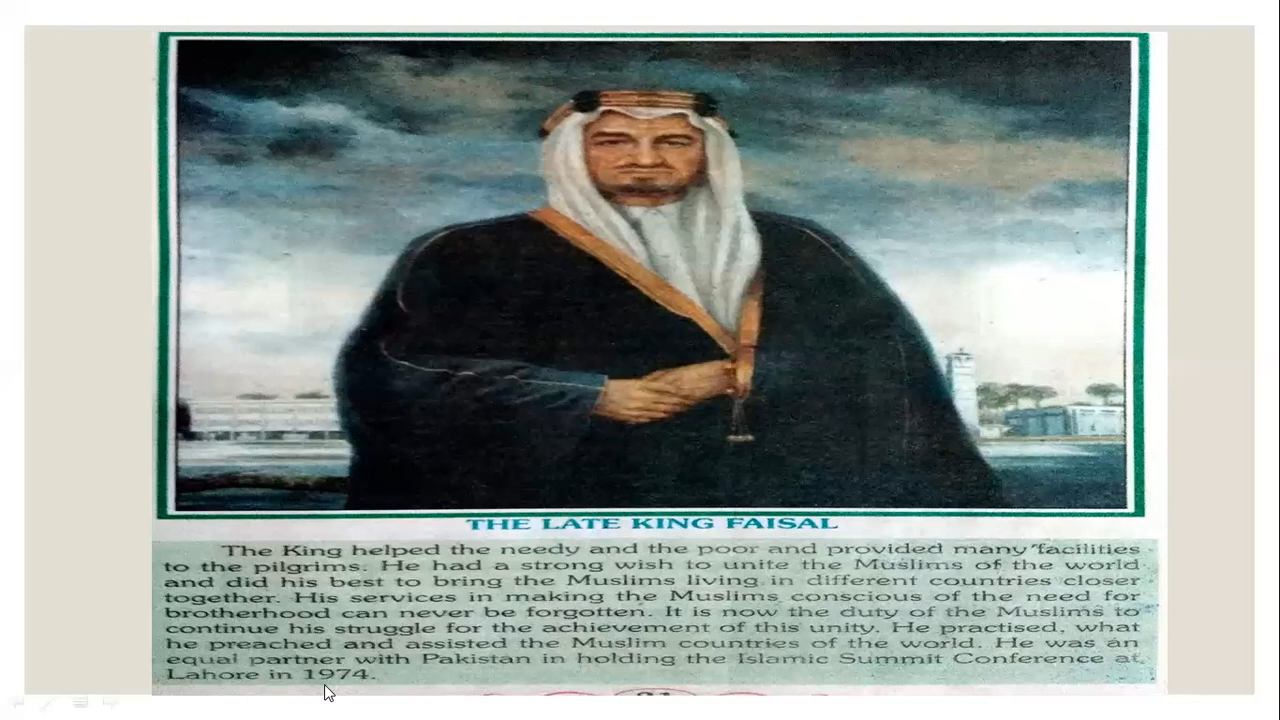 THE LATE KING FAISAL
The King helped the needy and the poor and provided many facilities
to the pilgrims. He had a strong wish to unite the Muslims of the world
and did his best to bring the Muslims living in different countries closer
together. His services in making the Muslims conscious of the need for
brotherhood can never be forgotten. It is now the duty of the Muslims to
continue his struggle for the achievement of this unity. He practised, what
he preached and assisted the Muslim countries of the world. He was an
equal partner with Pakistan in holding the Islamic Summit Conference at
Lahore in 1974.